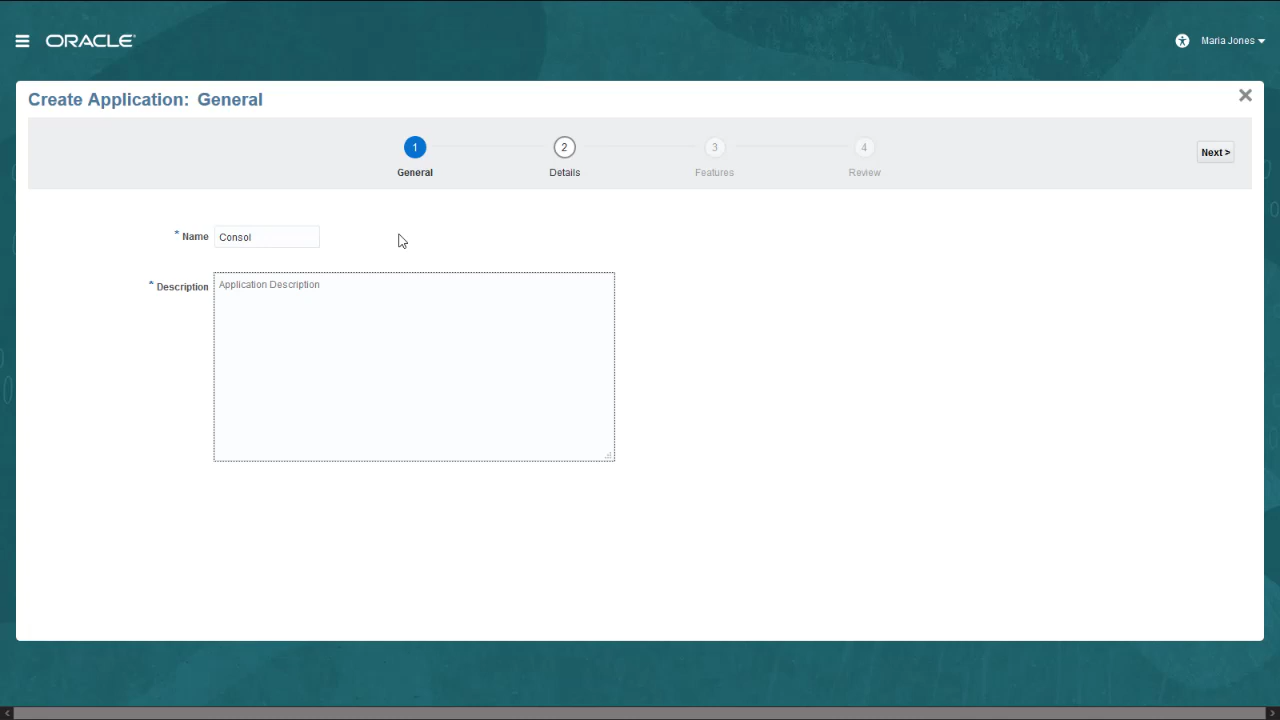 ORACLE
Maria Jones
Create Application: General
1
2
3
4
General
Details
Features
Review
Next >
* Name Consol
* Description Application Description